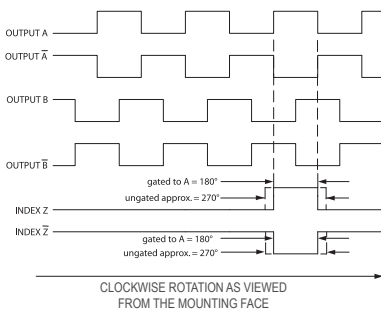 OUTPUT A
OUTPUT A̅
OUTPUT B
OUTPUT B̅
gated to A = 180°
ungated approx. = 270°
INDEX Z
INDEX Z̅
gated to A = 180°
ungated approx. = 270°
CLOCKWISE ROTATION AS VIEWED
FROM THE MOUNTING FACE